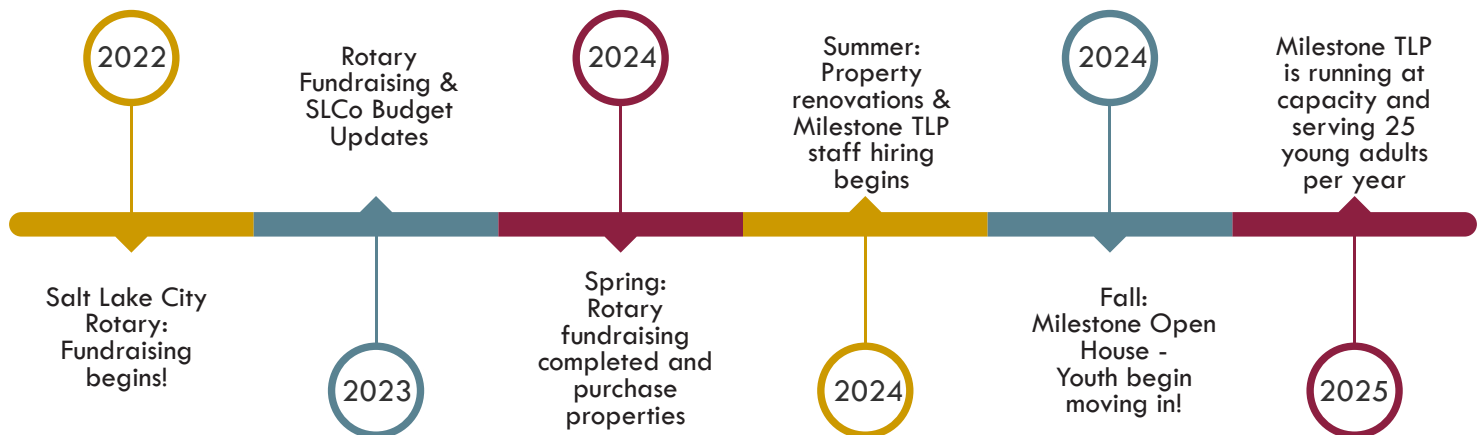 2022
Salt Lake City
Rotary:
Fundraising
begins!
Rotary
Fundraising &
SLCo Budget
Updates
2023
2024
Spring:
Rotary
fundraising
completed and
purchase
properties
Summer:
Property
renovations &
Milestone TLP
staff hiring
begins
2024
2024
Fall:
Milestone Open
House -
Youth begin
moving in!
Milestone TLP
is running at
capacity and
serving 25
young adults
per year
2025